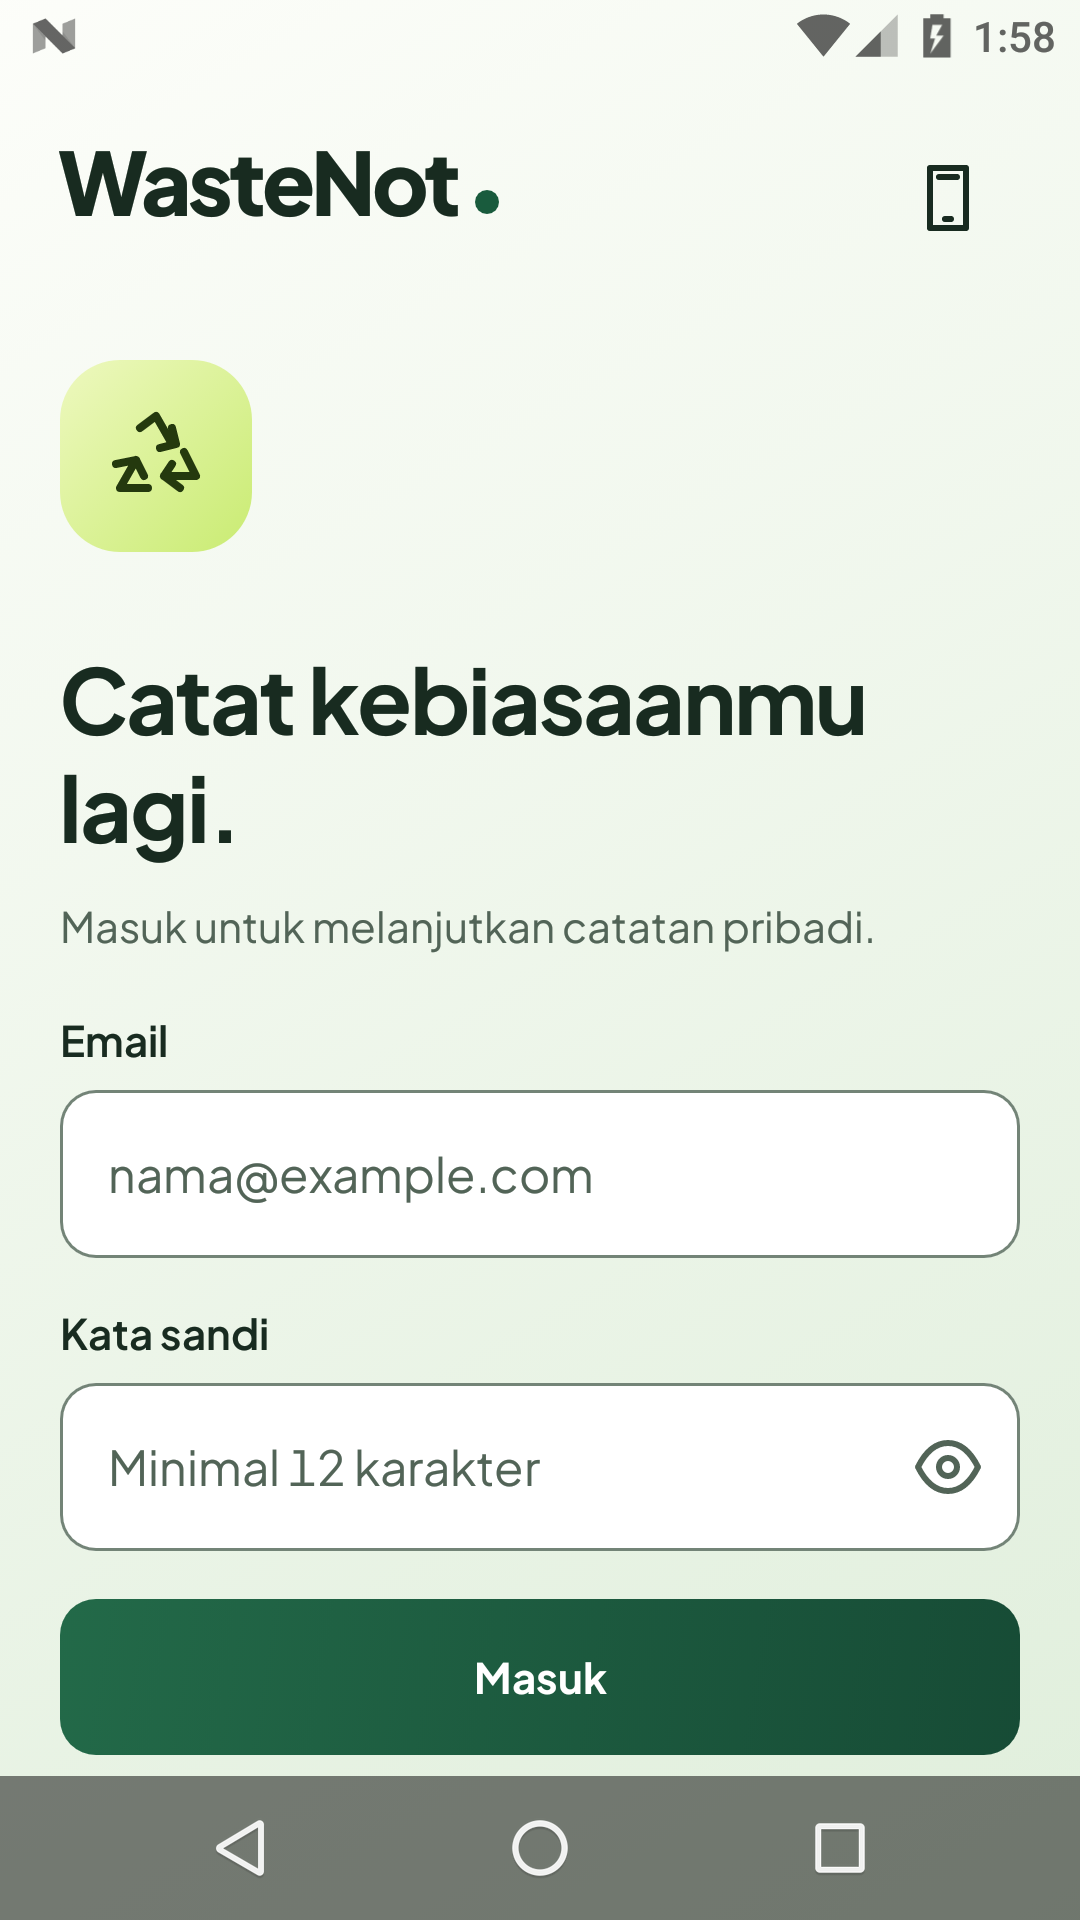 1:58
WasteNot.
Catat kebiasaanmu
lagi.
Masuk untuk melanjutkan catatan pribadi.
Email
nama@example.com
Kata sandi
Minimal 12 karakter
Masuk